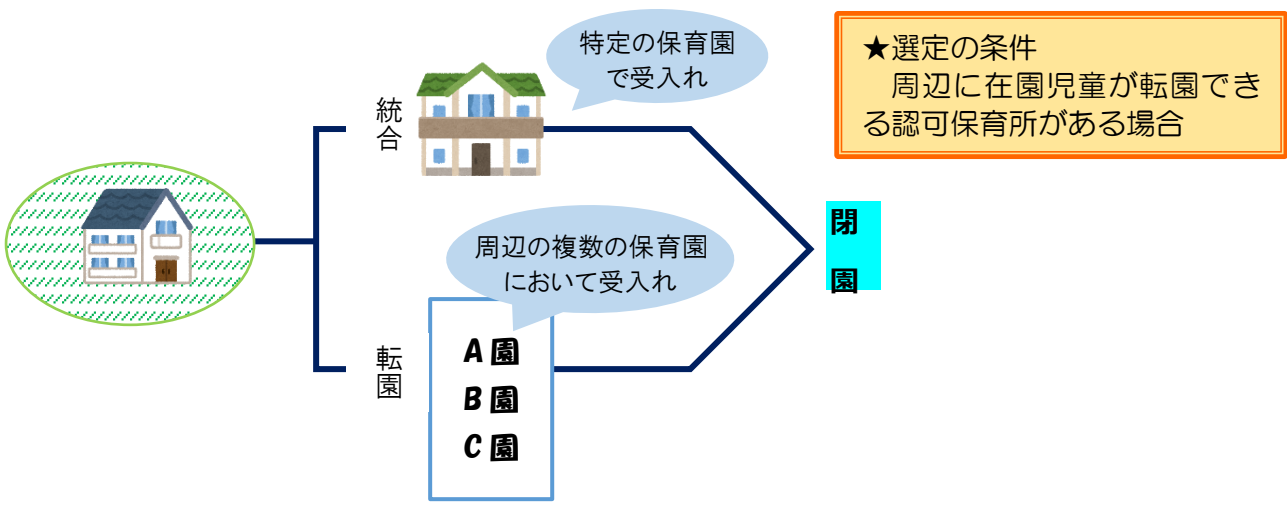 特定の保育園
で受入れ
統合
周辺の複数の保育園
において受入れ
転園
A園
B園
C園
閉園
★選定の条件
　周辺に在園児童が転園でき
る認可保育所がある場合